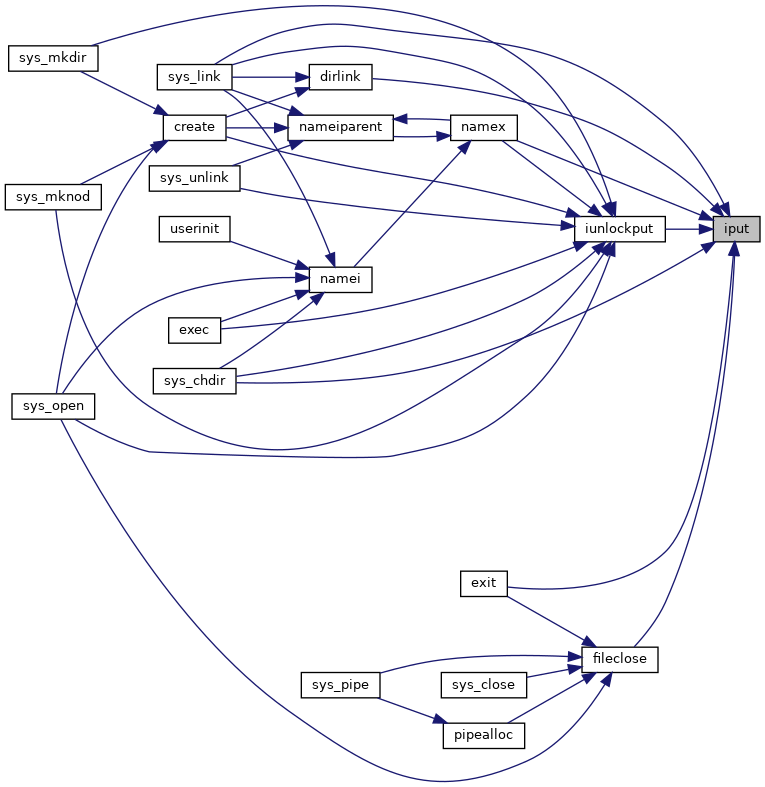 sys_mkdir
sys_link
dirlink
create
nameiparent
namex
sys_unlink
sys_mknod
userinit
iunlockput
iput
namei
exec
sys_chdir
sys_open
exit
fileclose
sys_pipe
sys_close
pipealloc